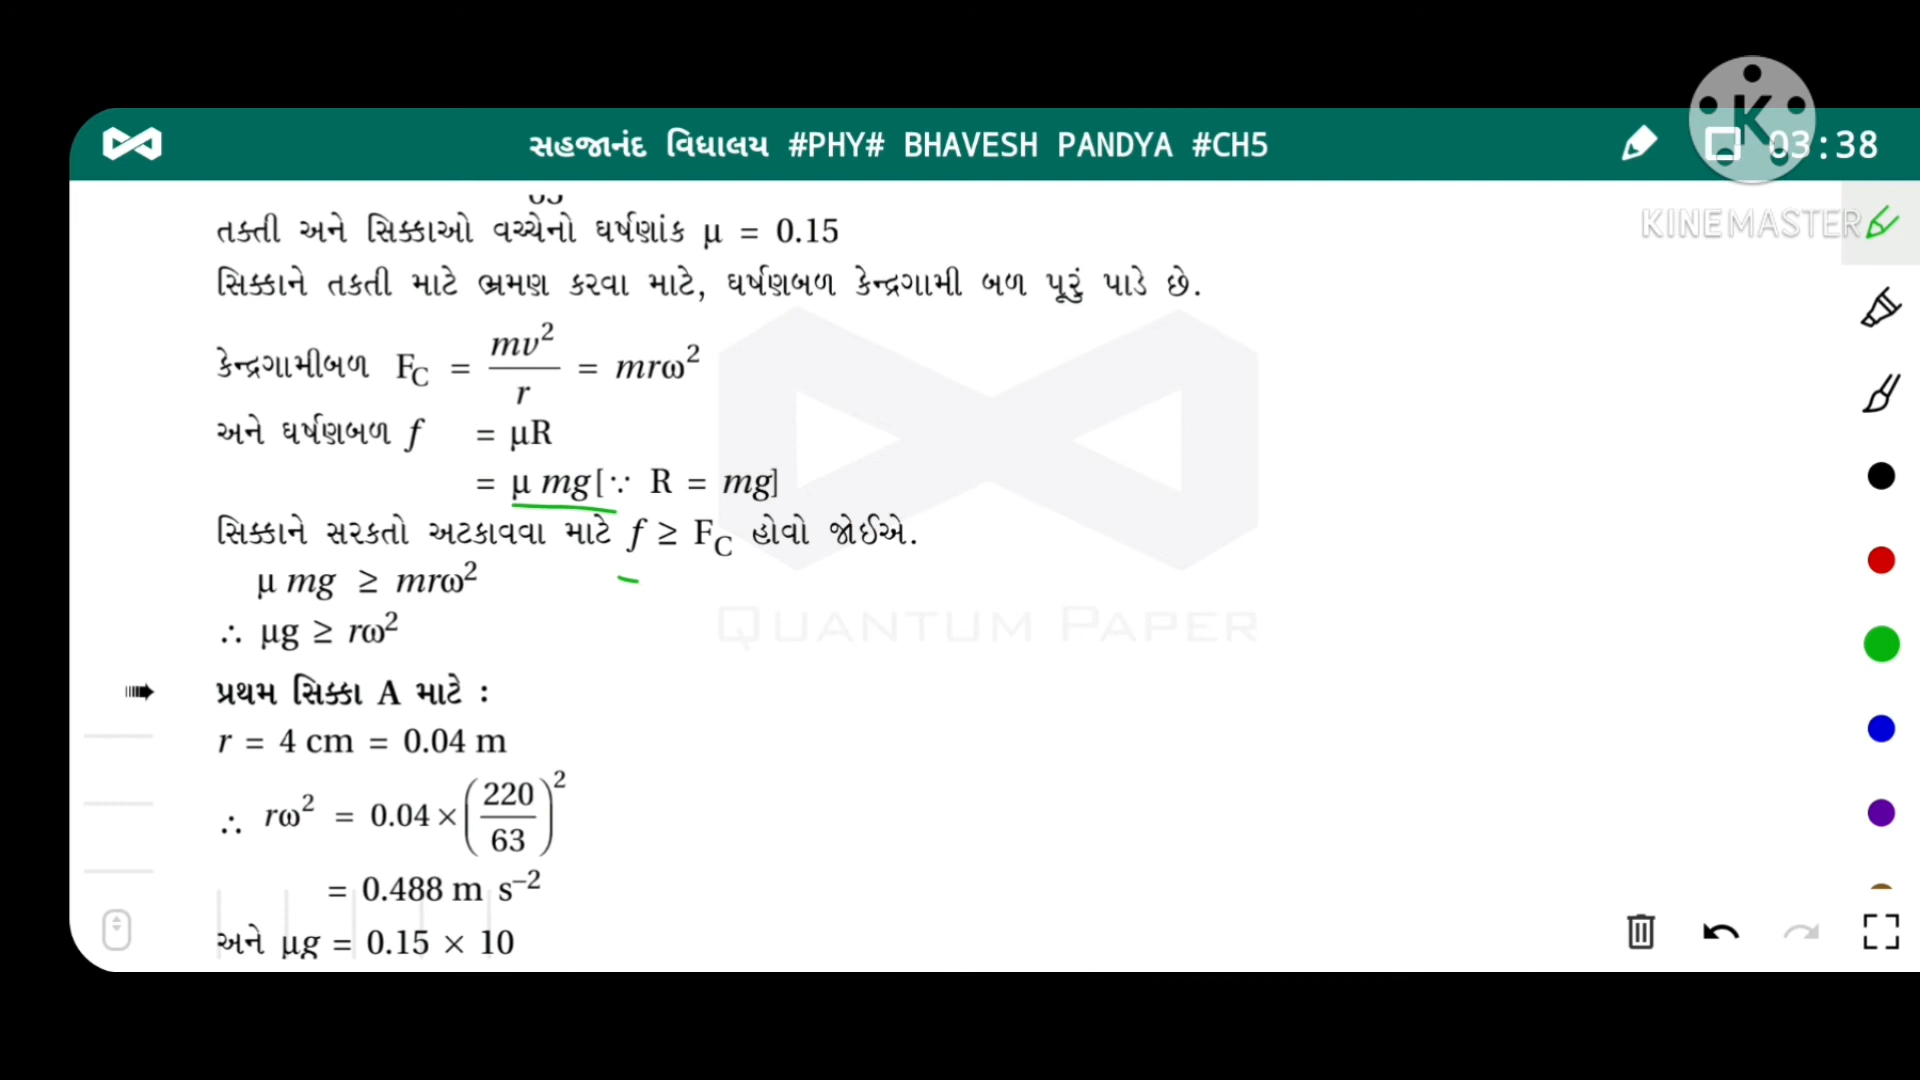 સહજાનંદ વિદ્યાલય #PHY# BHAVESH PANDYA #CH5
03:38
KINEMASTER
તક્તી અને સિક્કાઓ વચ્ચેનો ઘર્ષણાંક μ = 0.15
સિક્કાને તકતી માટે ભ્રમણ કરવા માટે, ઘર્ષણબળ કેન્દ્રગામી બળ પૂરું પાડે છે.
કેન્દ્રગામીબળ F_C = mv²/r = mrω²
અને ઘર્ષણબળ f = μR
= μ mg [∵ R = mg]
સિક્કાને સરકતો અટકાવવા માટે f ≥ F_C હોવો જોઈએ.
μ mg ≥ mrω²
∴ μg ≥ rω²
પ્રથમ સિક્કા A માટે :
r = 4 cm = 0.04 m
∴ rω² = 0.04 × (220/63)²
= 0.488 m s⁻²
અને μg = 0.15 × 10
QUANTUM PAPER